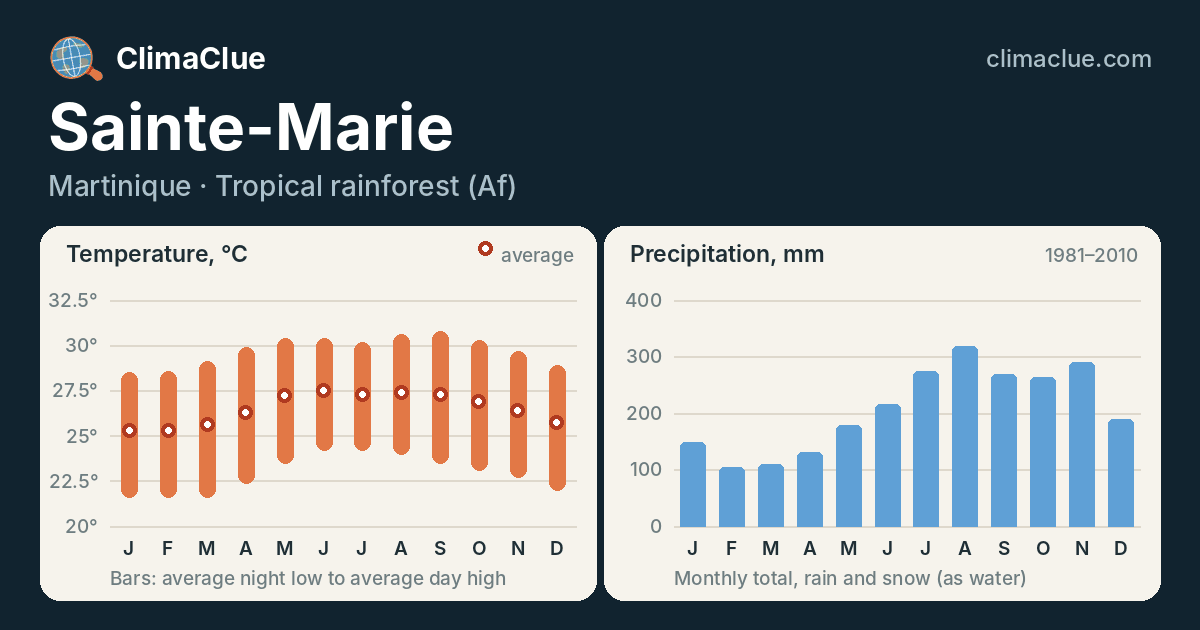 ClimaClue
climaclue.com
Sainte-Marie
Martinique · Tropical rainforest (Af)
Temperature, °C
average
32.5°
30°
27.5°
25°
22.5°
20°
J F M A M J J A S O N D
Bars: average night low to average day high
Precipitation, mm
1981–2010
400
300
200
100
0
J F M A M J J A S O N D
Monthly total, rain and snow (as water)